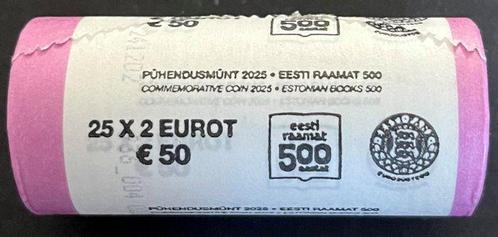 PÜHENDUSMÜNT 2025 • EESTI RAAMAT 500
COMMEMORATIVE COIN 2025 • ESTONIAN BOOKS 500
25 X 2 EUROT
€ 50
eesti
raamat
500
aastat
PÜHENDUSMÜNT 2025 • EESTI RAAMAT 500